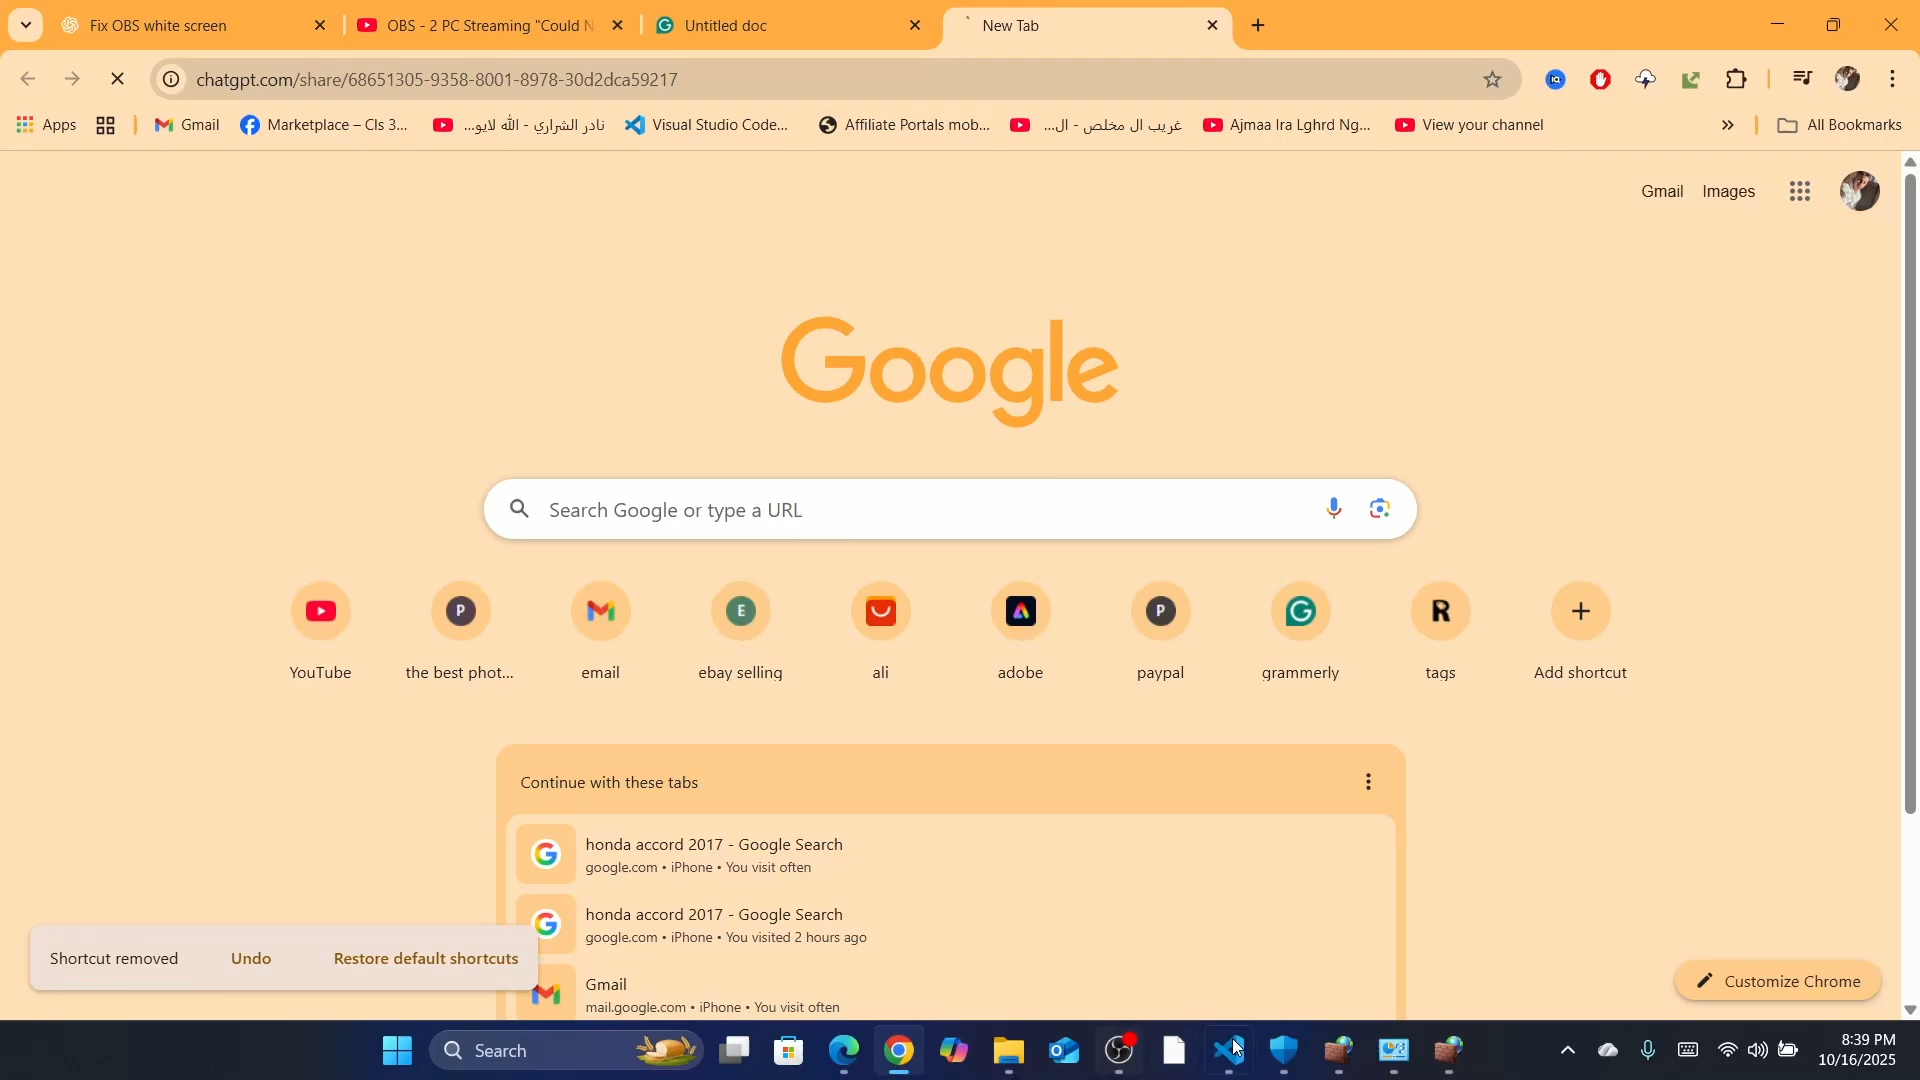 Fix OBS white screen
OBS - 2 PC Streaming "Could N
Untitled doc
New Tab
chatgpt.com/share/68651305-9358-8001-8978-30d2dca59217
Apps
Gmail
Marketplace – Cls 3...
نادر الشراري - الله لايو...
Visual Studio Code...
Affiliate Portals mob...
غريب ال مخلص - ال...
Ajmaa Ira Lghrd Ng...
View your channel
All Bookmarks
Gmail
Images
Google
Search Google or type a URL
P
E
P
R
YouTube
the best phot...
email
ebay selling
ali
adobe
paypal
grammerly
tags
Add shortcut
Continue with these tabs
honda accord 2017 - Google Search
google.com • iPhone • You visit often
honda accord 2017 - Google Search
google.com • iPhone • You visited 2 hours ago
Gmail
mail.google.com • iPhone • You visit often
Shortcut removed
Undo
Restore default shortcuts
Customize Chrome
Search
8:39 PM
10/16/2025